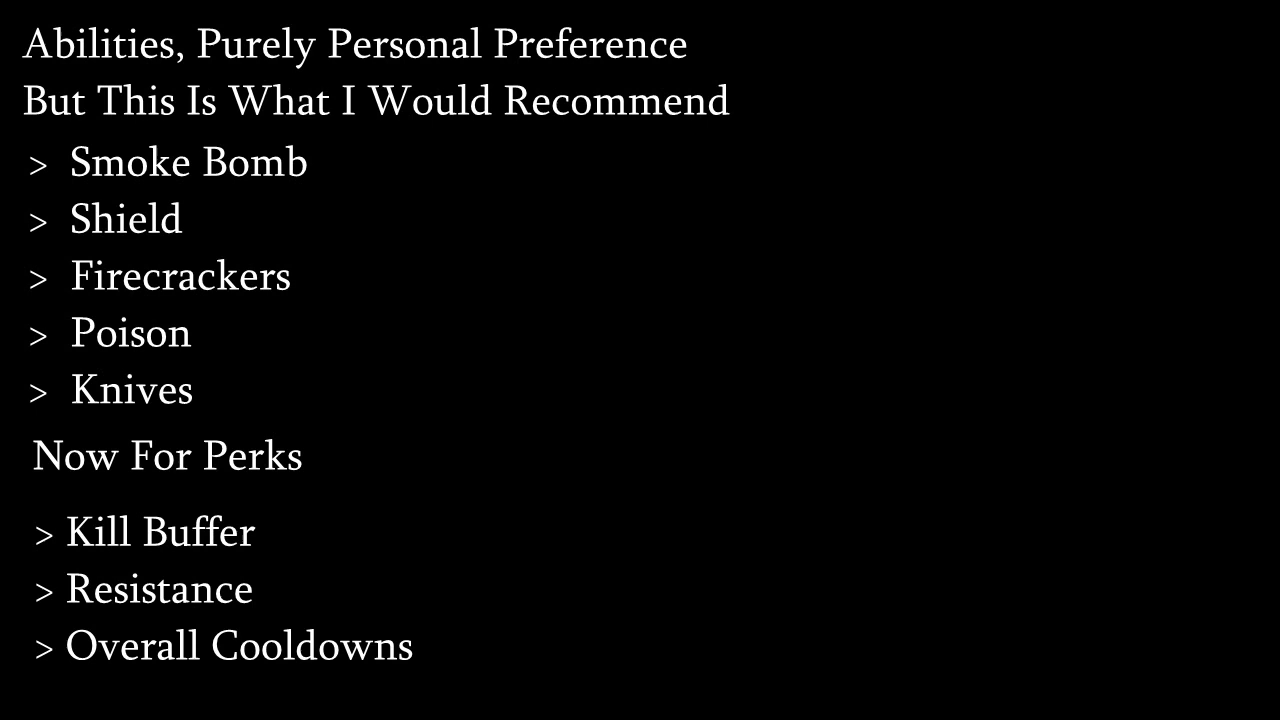 Abilities, Purely Personal Preference
But This Is What I Would Recommend
> Smoke Bomb
> Shield
> Firecrackers
> Poison
> Knives
Now For Perks
> Kill Buffer
> Resistance
> Overall Cooldowns